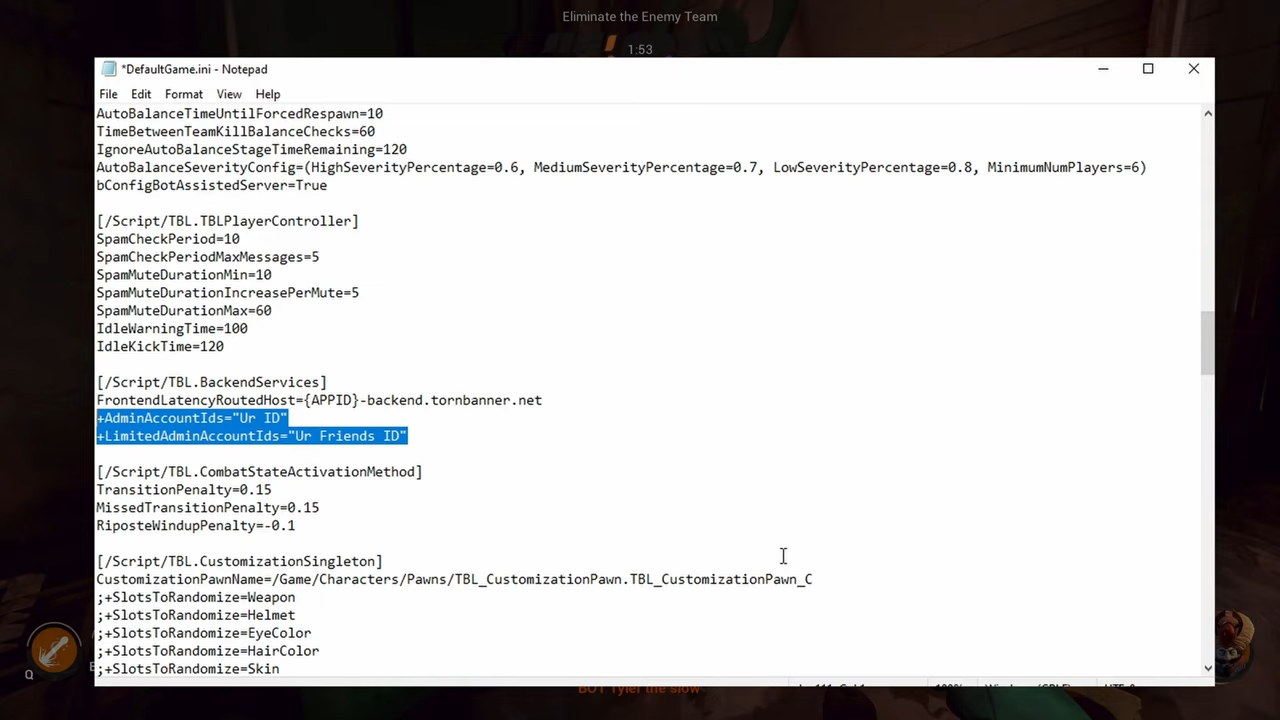 Eliminate the Enemy Team
1:53
*DefaultGame.ini - Notepad
File Edit Format View Help
AutoBalanceTimeUntilForcedRespawn=10
TimeBetweenTeamKillBalanceChecks=60
IgnoreAutoBalanceStageTimeRemaining=120
AutoBalanceSeverityConfig=(HighSeverityPercentage=0.6, MediumSeverityPercentage=0.7, LowSeverityPercentage=0.8, MinimumNumPlayers=6)
bConfigBotAssistedServer=True
[/Script/TBL.TBLPlayerController]
SpamCheckPeriod=10
SpamCheckPeriodMaxMessages=5
SpamMuteDurationMin=10
SpamMuteDurationIncreasePerMute=5
SpamMuteDurationMax=60
IdleWarningTime=100
IdleKickTime=120
[/Script/TBL.BackendServices]
FrontendLatencyRoutedHost={APPID}-backend.tornbanner.net
+AdminAccountIds="Ur ID"
+LimitedAdminAccountIds="Ur Friends ID"
[/Script/TBL.CombatStateActivationMethod]
TransitionPenalty=0.15
MissedTransitionPenalty=0.15
RiposteWindupPenalty=-0.1
[/Script/TBL.CustomizationSingleton]
CustomizationPawnName=/Game/Characters/Pawns/TBL_CustomizationPawn.TBL_CustomizationPawn_C
;+SlotsToRandomize=Weapon
;+SlotsToRandomize=Helmet
;+SlotsToRandomize=EyeColor
;+SlotsToRandomize=HairColor
;+SlotsToRandomize=Skin
Q
BOT Tyler the slow